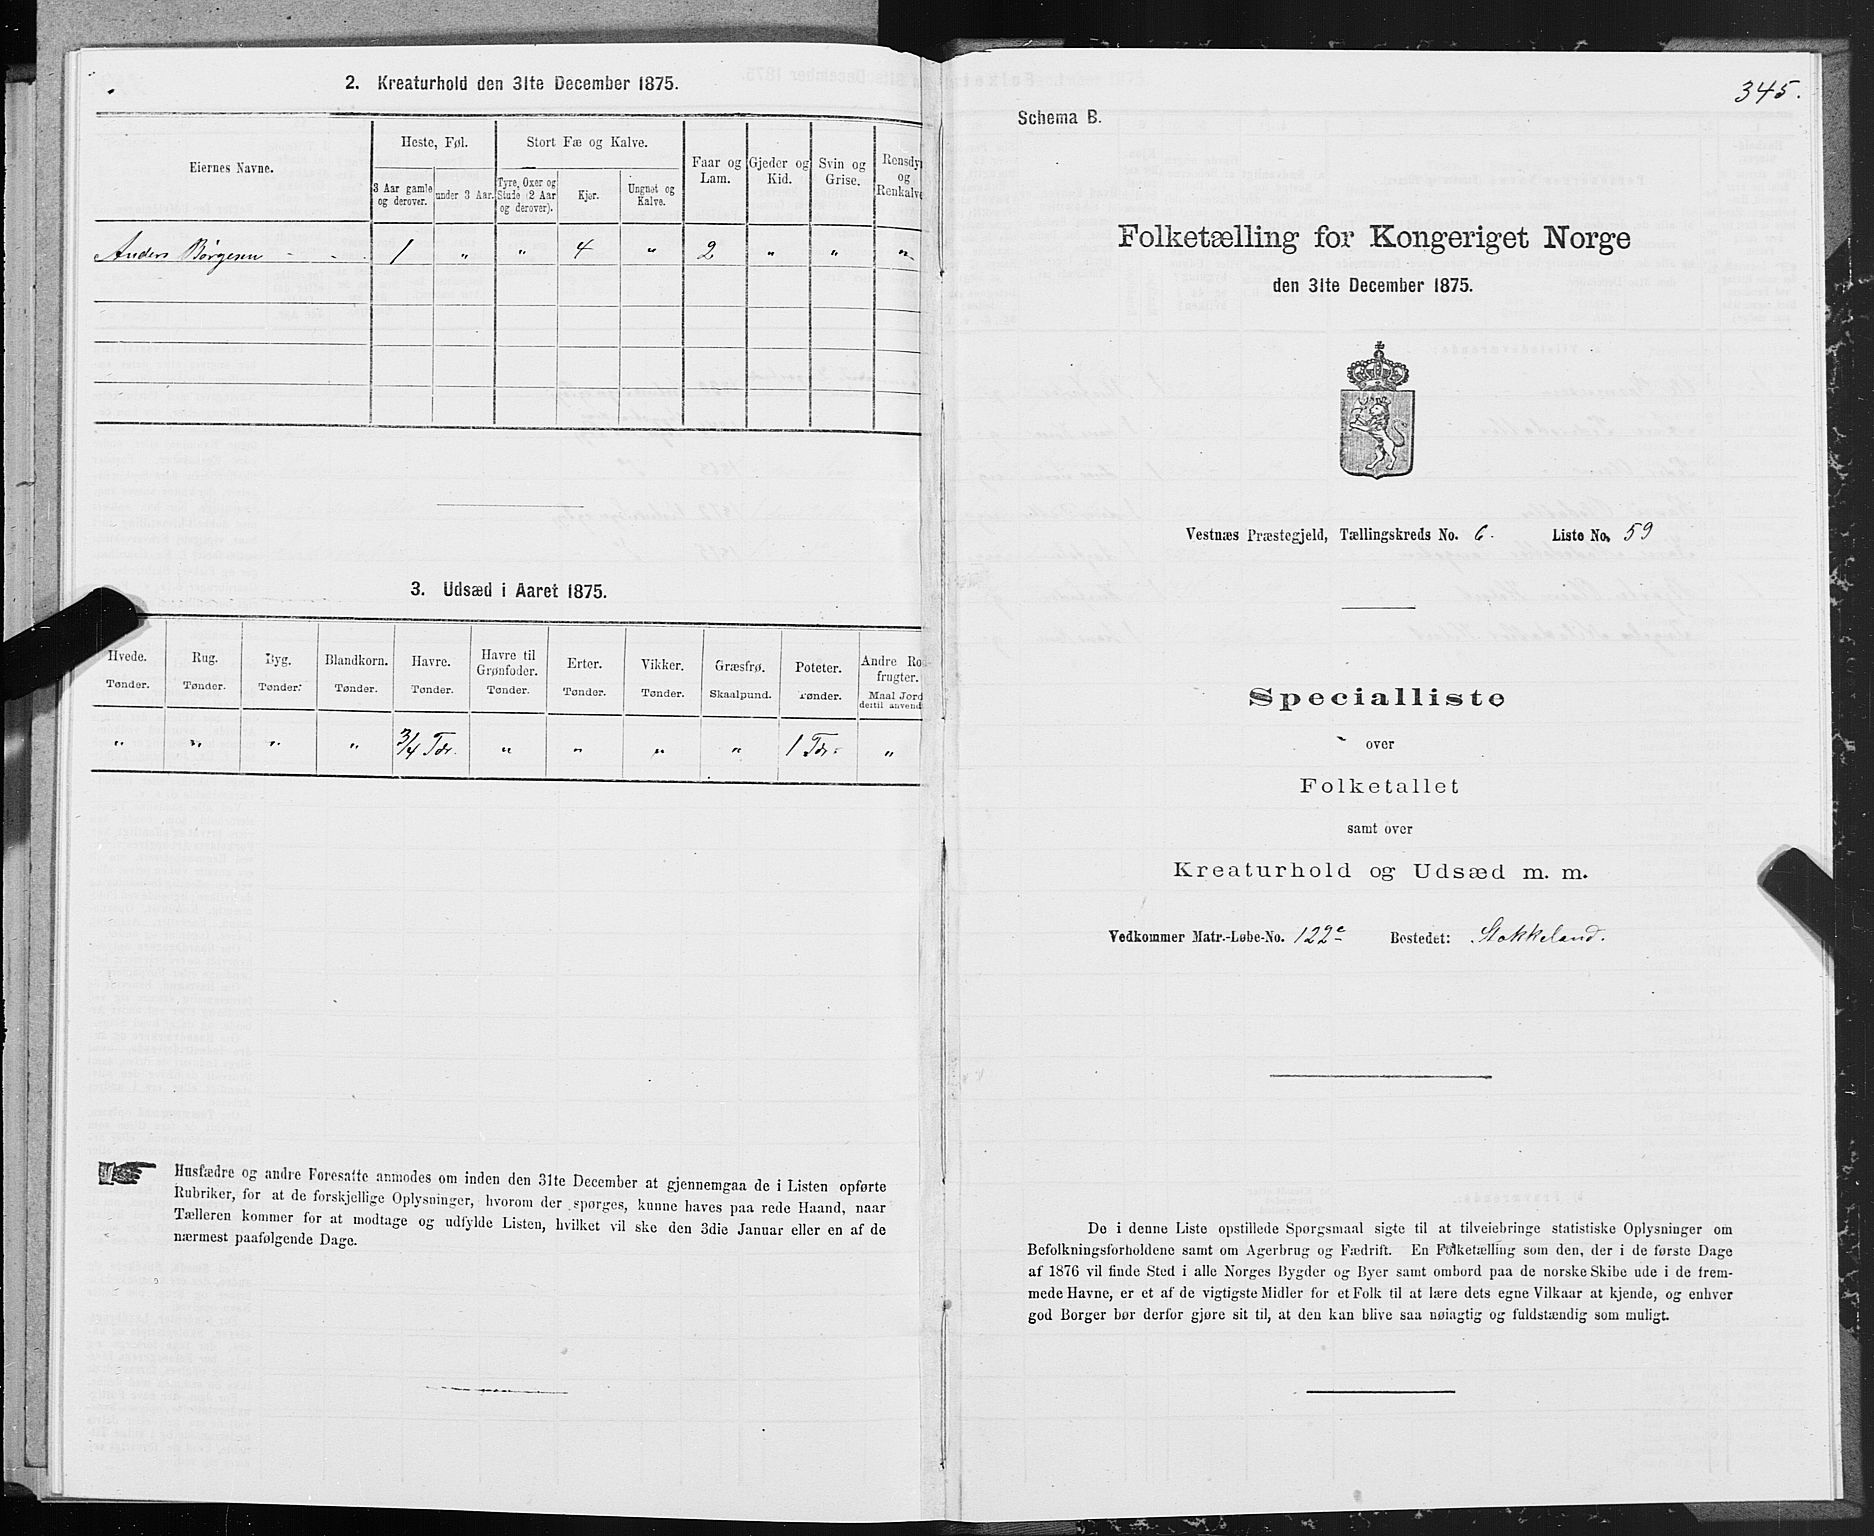 2. Kreaturhold den 31te December 1875.
Eiernes Navne.
Heste, Føl.
Stort Fæ og Kalve.
Faar og Lam.
Gjeder og Kid.
Svin og Grise.
Rensdyr og Renkalve
3 Aar gamle og derover.
under 3 Aar.
Tyre, Oxer og Stude (2 Aar og derover).
Kjør.
Ungnøt og Kalve.
Anders Børgesen - - . 1 " " 4 " 2 " " "
3. Udsæd i Aaret 1875.
Hvede. Rug. Byg. Blandkorn. Havre. Havre til Grønfoder. Erter. Vikker. Græsfrø. Poteter. Andre Rodfrugter.
Tønder. Tønder. Tønder. Tønder. Tønder. Tønder. Tønder. Tønder. Skaalpund. Tønder. Maal Jord dertil anvendt
" " " " 3/4 Tdr. " " " " 1 Tdr. "
Husfædre og andre Foresatte anmodes om inden den 31te December at gjennemgaa de i Listen opførte
Rubriker, for at de forskjellige Oplysninger, hvorom der spørges, kunne haves paa rede Haand, naar
Tælleren kommer for at modtage og udfylde Listen, hvilket vil ske den 3die Januar eller en af de
nærmest paafølgende Dage.
345.
Schema B.
Folketælling for Kongeriget Norge
den 31te December 1875.
Vestnæs Præstegjeld, Tællingskreds No. 6. Liste No. 59
Specialliste
over
Folketallet
samt over
Kreaturhold og Udsæd m. m.
Vedkommer Matr.-Løbe-No. 122e Bostedet: Stokkeland.
De i denne Liste opstillede Spørgsmaal sigte til at tilveiebringe statistiske Oplysninger om
Befolkningsforholdene samt om Agerbrug og Fædrift. En Folketælling som den, der i de første Dage
af 1876 vil finde Sted i alle Norges Bygder og Byer samt ombord paa de norske Skibe ude i de frem-
mede Havne, er et af de vigtigste Midler for et Folk til at lære dets egne Vilkaar at kjende, og enhver
god Borger bør derfor gjøre sit til, at den kan blive saa nøiagtig og fuldstændig som muligt.